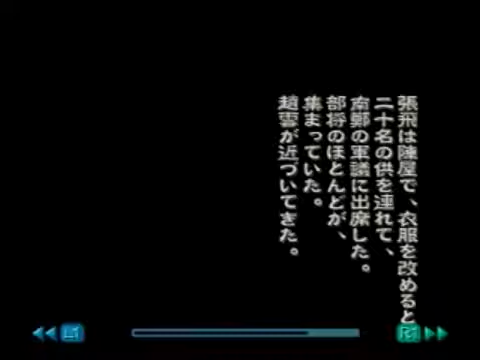 張飛は陣屋で、衣服を改めると
二十名の供を連れて、
南鄭の軍議に出席した。
部将のほとんどが、
集まっていた。
趙雲が近づいてきた。
L1
R1